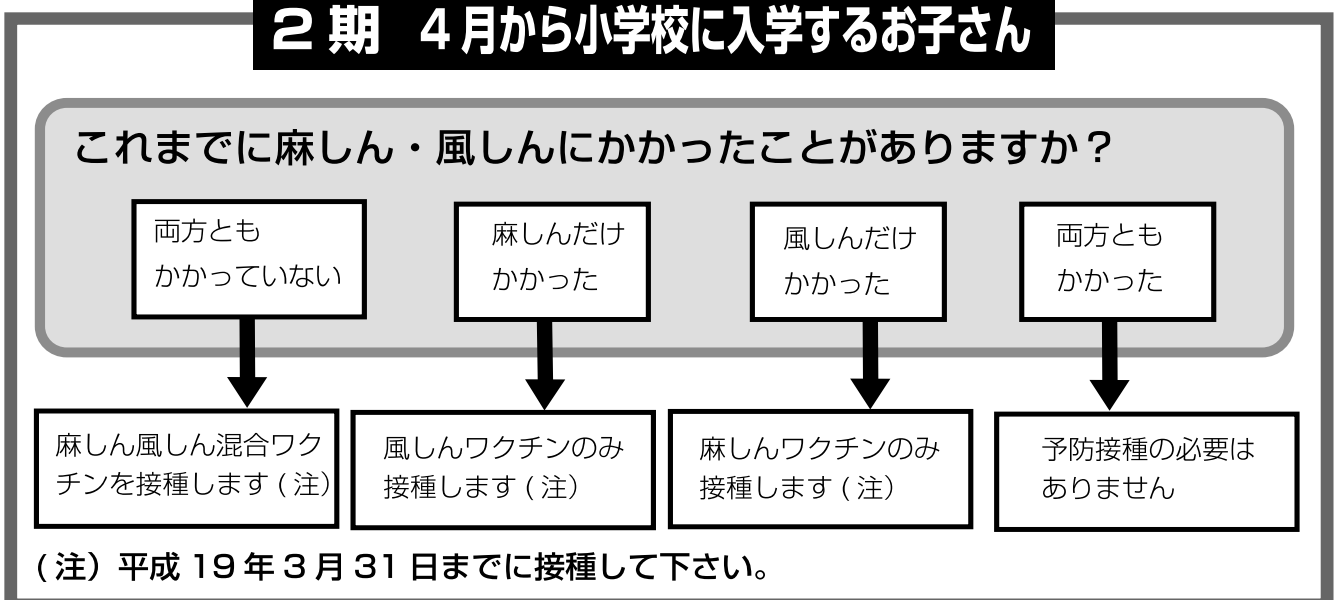 2期 4月から小学校に入学するお子さん
これまでに麻しん・風しんにかかったことがありますか？
両方とも
かかっていない
麻しんだけ
かかった
風しんだけ
かかった
両方とも
かかった
麻しん風しん混合ワク
チンを接種します(注）
風しんワクチンのみ
接種します(注）
麻しんワクチンのみ
接種します(注）
予防接種の必要は
ありません
(注）平成19年3月31日までに接種して下さい。